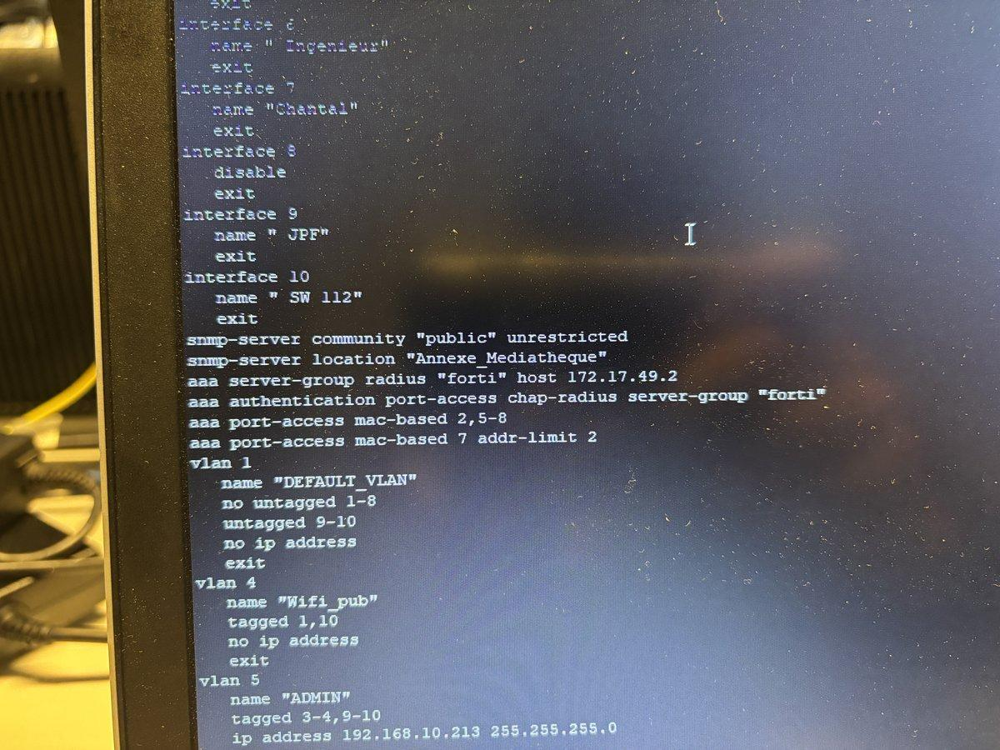 exit
interface 6
name " Ingenieur"
exit
interface 7
name "Chantal"
exit
interface 8
disable
exit
interface 9
name " JPF"
exit
interface 10
name " SW 112"
exit
snmp-server community "public" unrestricted
snmp-server location "Annexe_Mediatheque"
aaa server-group radius "forti" host 172.17.49.2
aaa authentication port-access chap-radius server-group "forti"
aaa port-access mac-based 2,5-8
aaa port-access mac-based 7 addr-limit 2
vlan 1
name "DEFAULT_VLAN"
no untagged 1-8
untagged 9-10
no ip address
exit
vlan 4
name "Wifi_pub"
tagged 1,10
no ip address
exit
vlan 5
name "ADMIN"
tagged 3-4,9-10
ip address 192.168.10.213 255.255.255.0